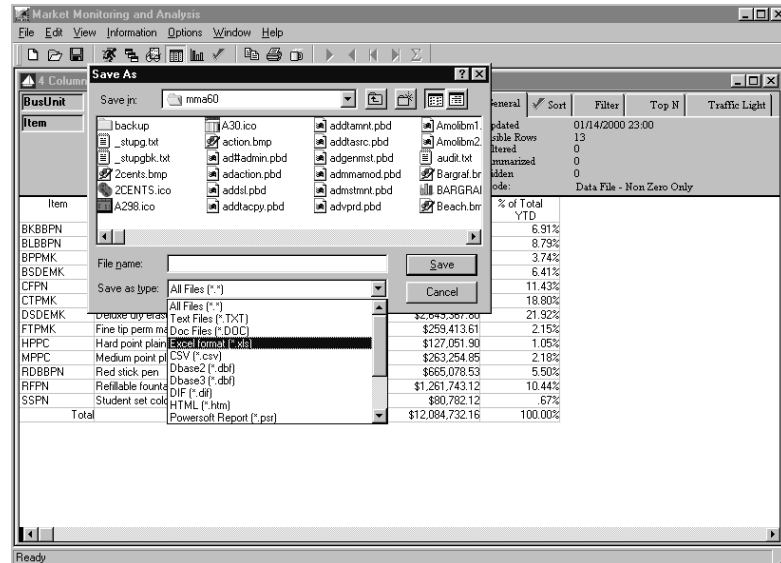 Market Monitoring and Analysis
File Edit View Information Options Window Help
4 Column
Save As
Save in: mma60
backup
_stupg.txt
_stupgbk.txt
2cents.bmp
2CENTS.ico
A298.ico
A30.ico
action.bmp
ad#admin.pbd
adaction.pbd
addsl.pbd
addtacpy.pbd
addtamnt.pbd
addtasrc.pbd
adgenmst.pbd
admmamod.pbd
admstmnt.pbd
advprd.pbd
Amolibm1.
Amolibm2.
audit.txt
Bargraf.br
BARGRAI
Beach.bm
File name:
Save
Save as type: All Files (*.*)
Cancel
All Files (*.*)
Text Files (*.TXT)
Doc Files (*.DOC)
Excel format (*.xls)
CSV (*.csv)
Dbase2 (*.dbf)
Dbase3 (*.dbf)
DIF (*.dif)
HTML (*.htm)
Powersoft Report (*.psr)
BusUnit
Item
eneral Sort Filter Top N Traffic Light
pdated 01/14/2000 23:00
sible Rows 13
ltered 0
mmarized 0
idden 0
ode: Data File - Non Zero Only
Item % of Total
YTD
BKBBPN 6.91%
BLBBPN 8.79%
BPPMK 3.74%
BSDEMK 6.41%
CFPN 11.43%
CTPMK 18.80%
DSDEMK Deluxe dry eras $2,649,367.80 21.92%
FTPMK Fine tip perm ma $259,413.61 2.15%
HPPC Hard point plain $127,051.90 1.05%
MPPC Medium point pl $263,254.85 2.18%
RDBBPN Red stick pen $665,078.53 5.50%
RFPN Refillable founta $1,261,743.12 10.44%
SSPN Student set colo $80,782.12 .67%
Total $12,084,732.16 100.00%
Ready